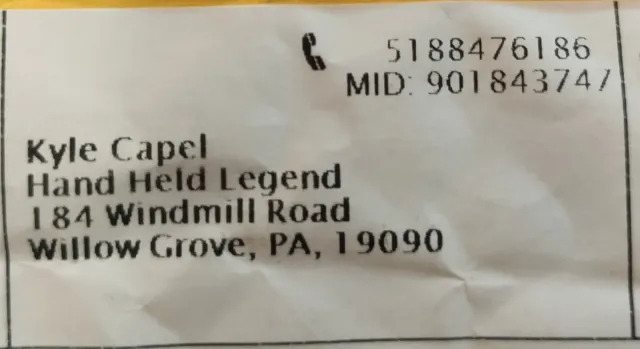 5188476186
MID: 901843747
Kyle Capel
Hand Held Legend
184 Windmill Road
Willow Grove, PA, 19090